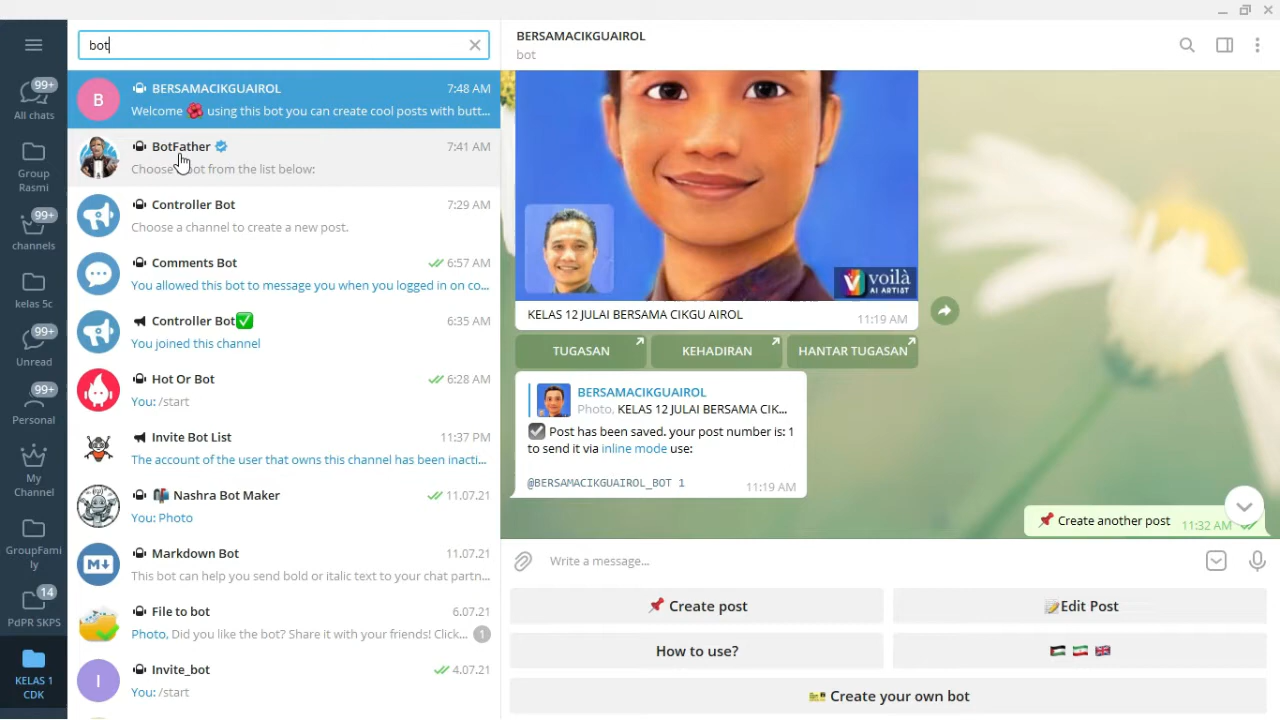 bot
All chats
99+
Group
Rasmi
channels
99+
kelas 5c
Unread
99+
Personal
99+
My
Channel
GroupFami
ly
PdPR SKPS
14
KELAS 1
CDK
B
BERSAMACIKGUAIROL 7:48 AM
Welcome 🌺 using this bot you can create cool posts with butt...
BotFather 7:41 AM
Choose bot from the list below:
Controller Bot 7:29 AM
Choose a channel to create a new post.
Comments Bot 6:57 AM
You allowed this bot to message you when you logged in on co...
Controller Bot✅ 6:35 AM
You joined this channel
Hot Or Bot 6:28 AM
You: /start
Invite Bot List 11:37 PM
The account of the user that owns this channel has been inacti...
📬 Nashra Bot Maker 11.07.21
You: Photo
M
Markdown Bot 11.07.21
This bot can help you send bold or italic text to your chat partn...
File to bot 6.07.21
Photo, Did you like the bot? Share it with your friends! Click... 1
I
Invite_bot 4.07.21
You: /start
BERSAMACIKGUAIROL
bot
voilà
AI ARTIST
KELAS 12 JULAI BERSAMA CIKGU AIROL 11:19 AM
TUGASAN KEHADIRAN HANTAR TUGASAN
BERSAMACIKGUAIROL
Photo, KELAS 12 JULAI BERSAMA CIK...
☑ Post has been saved. your post number is: 1
to send it via inline mode use:
@BERSAMACIKGUAIROL_BOT 1 11:19 AM
📌 Create another post 11:32 AM
Write a message...
📌 Create post 📝Edit Post
How to use? 🇵🇸 🇮🇷 🇬🇧
🎫 Create your own bot